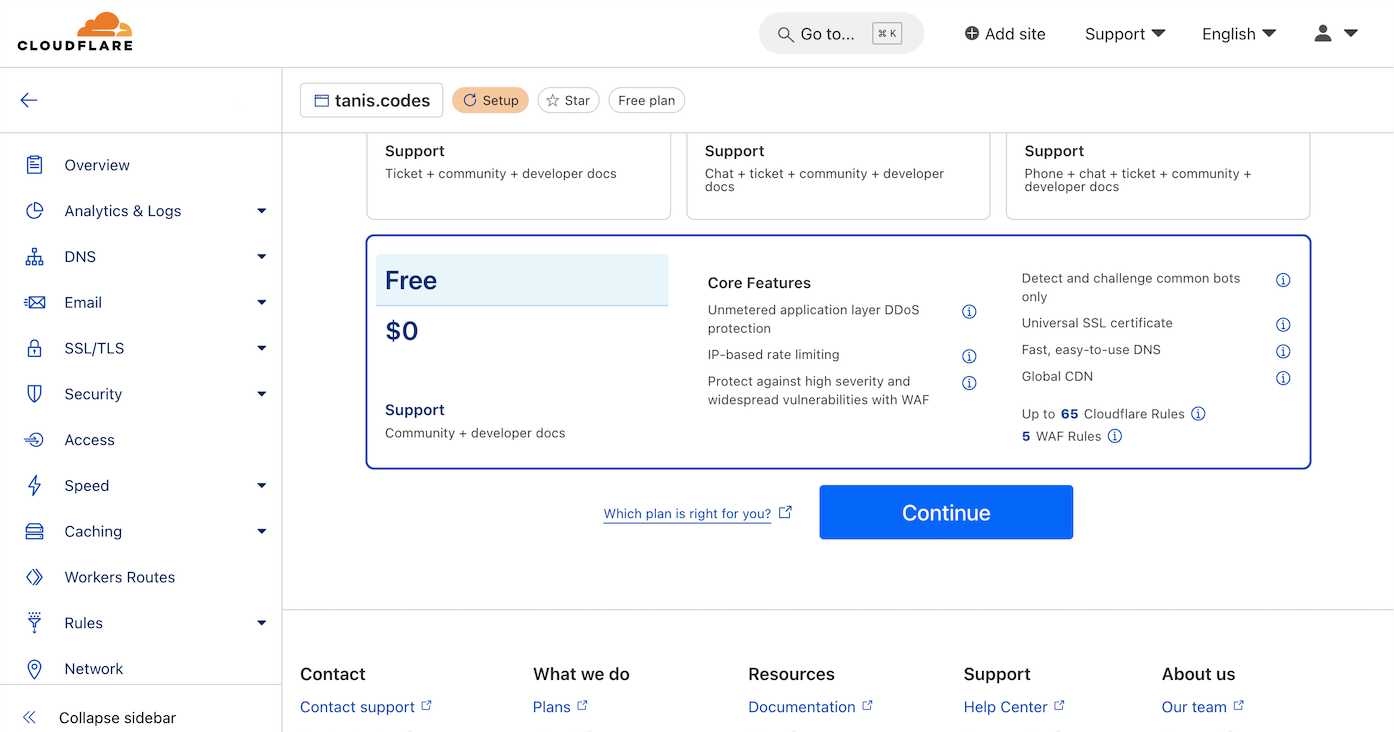 CLOUDFLARE
Go to...
⌘ K
Add site
Support
English
tanis.codes
Setup
Star
Free plan
Overview
Analytics & Logs
DNS
Email
SSL/TLS
Security
Access
Speed
Caching
Workers Routes
Rules
Network
Collapse sidebar
Support
Ticket + community + developer docs
Support
Chat + ticket + community + developer
docs
Support
Phone + chat + ticket + community +
developer docs
Free
$0
Support
Community + developer docs
Core Features
Unmetered application layer DDoS
protection
IP-based rate limiting
Protect against high severity and
widespread vulnerabilities with WAF
Detect and challenge common bots
only
Universal SSL certificate
Fast, easy-to-use DNS
Global CDN
Up to 65 Cloudflare Rules
5 WAF Rules
Which plan is right for you?
Continue
Contact
Contact support
What we do
Plans
Resources
Documentation
Support
Help Center
About us
Our team